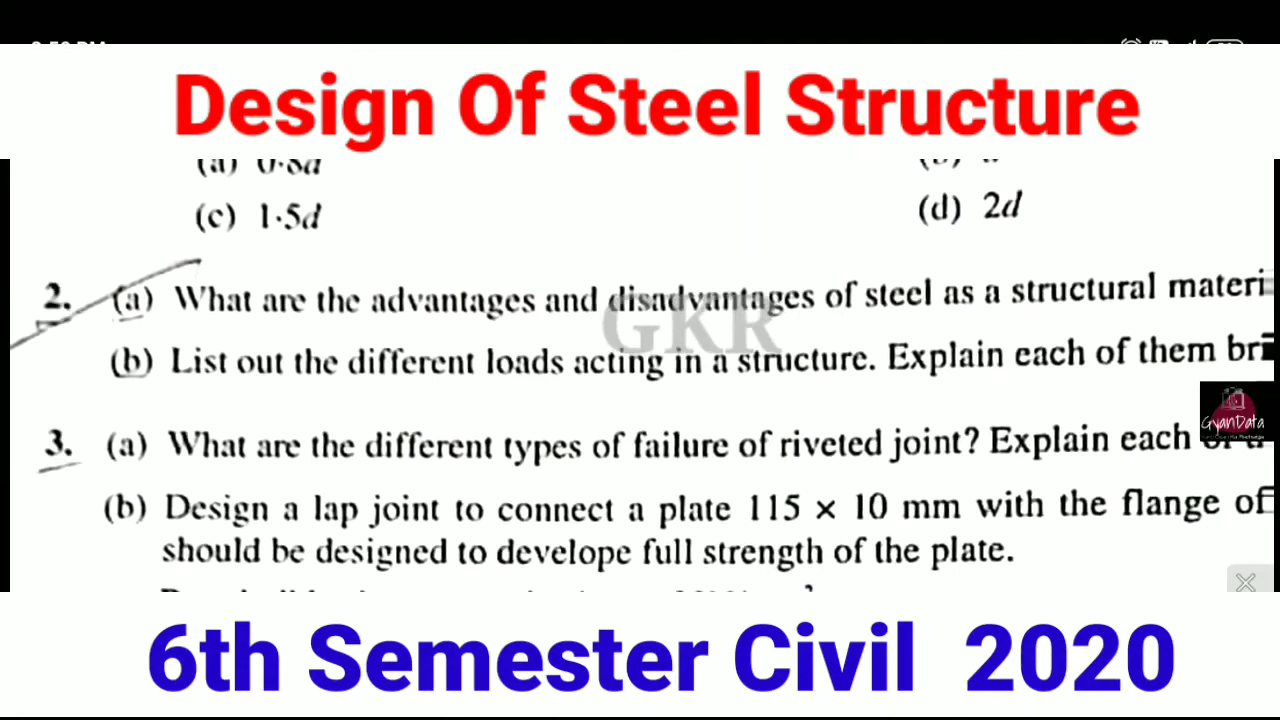 Design Of Steel Structure
(c) 1·5d
(d) 2d
2. (a) What are the advantages and disadvantages of steel as a structural materi
GKR
(b) List out the different loads acting in a structure. Explain each of them bri
GyanData
3. (a) What are the different types of failure of riveted joint? Explain each
(b) Design a lap joint to connect a plate 115 × 10 mm with the flange of
should be designed to develope full strength of the plate.
6th Semester Civil 2020